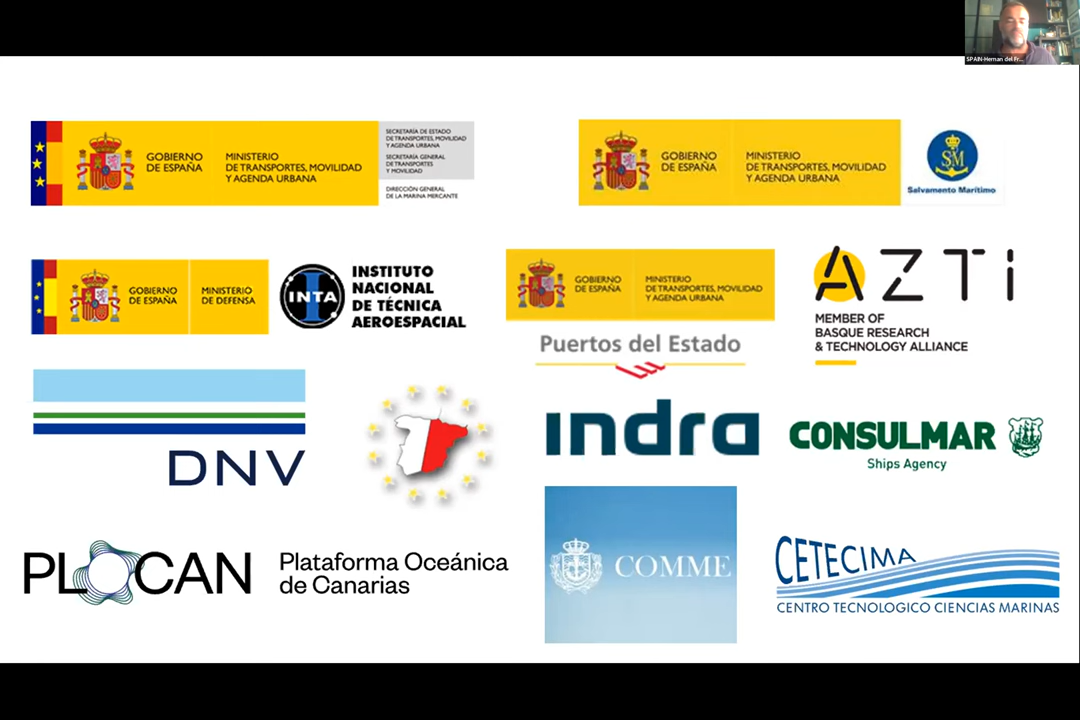 SPAIN-Hernan del Fr...
SECRETARÍA DE ESTADO
DE TRANSPORTES, MOVILIDAD
Y AGENDA URBANA
SECRETARÍA GENERAL
DE TRANSPORTES
Y MOVILIDAD
DIRECCIÓN GENERAL
DE LA MARINA MERCANTE
GOBIERNO
DE ESPAÑA
MINISTERIO
DE TRANSPORTES, MOVILIDAD
Y AGENDA URBANA
GOBIERNO
DE ESPAÑA
MINISTERIO
DE TRANSPORTES, MOVILIDAD
Y AGENDA URBANA
SM
Salvamento Marítimo
GOBIERNO
DE ESPAÑA
MINISTERIO
DE DEFENSA
INTA
INSTITUTO
NACIONAL
DE TÉCNICA
AEROESPACIAL
GOBIERNO
DE ESPAÑA
MINISTERIO
DE TRANSPORTES, MOVILIDAD
Y AGENDA URBANA
Puertos del Estado
AZTi
MEMBER OF
BASQUE RESEARCH
& TECHNOLOGY ALLIANCE
DNV
indra
CONSULMAR
Ships Agency
PLOCAN
Plataforma Oceánica
de Canarias
COMME
CETECIMA
CENTRO TECNOLOGICO CIENCIAS MARINAS